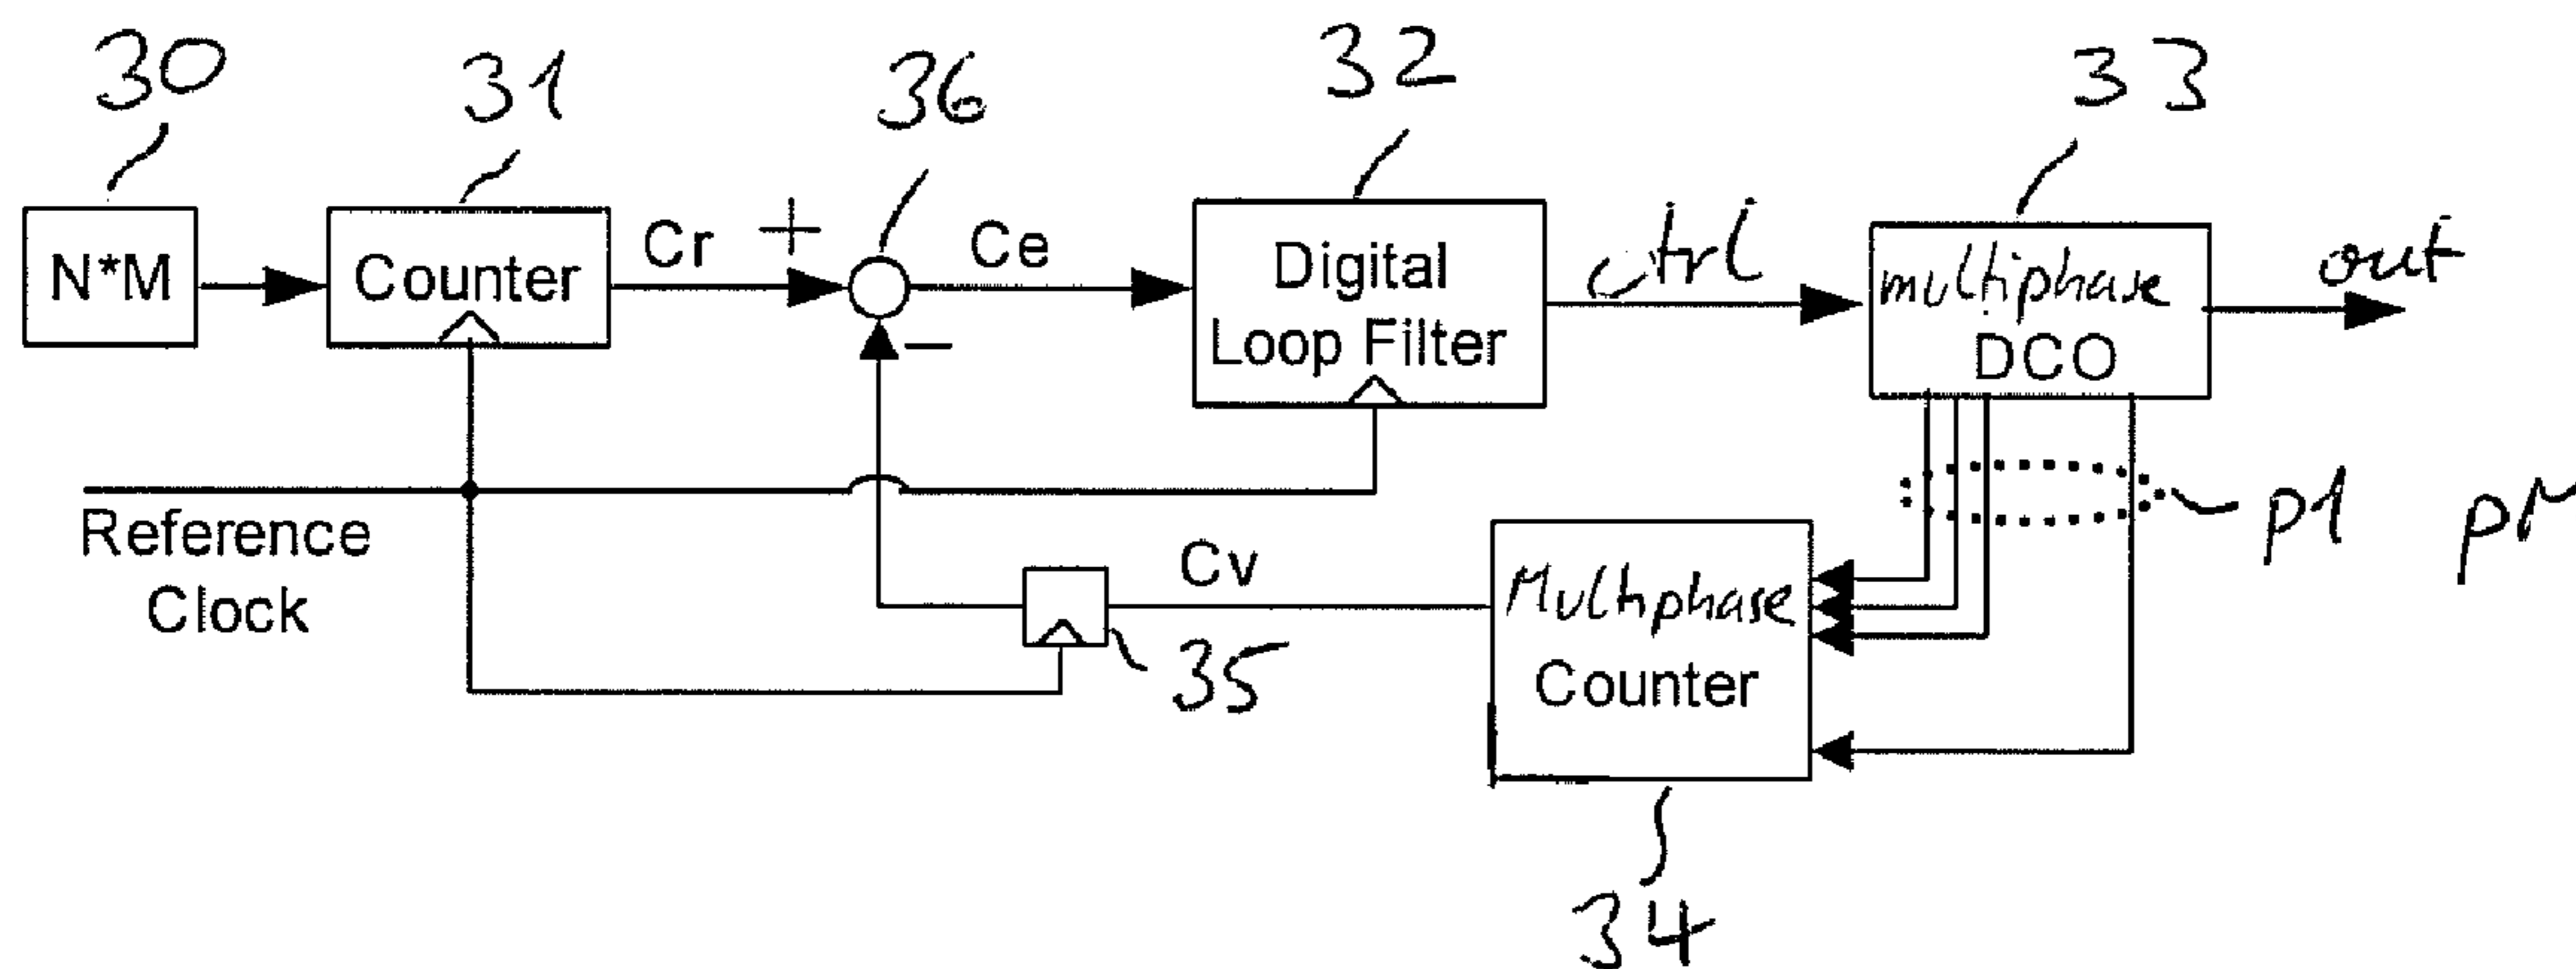 30
31
36
32
33
N*M
Counter
Cr
+
Ce
Digital
Loop Filter
ctrl
multiphase
DCO
out
−
Reference
Clock
Cv
35
Multiphase
Counter
p1
34